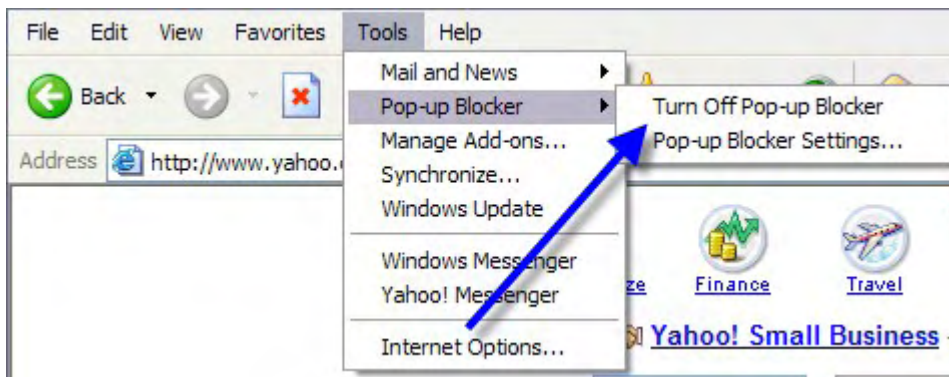 File Edit View Favorites Tools Help
Back
Mail and News
Pop-up Blocker
Turn Off Pop-up Blocker
Manage Add-ons...
Pop-up Blocker Settings...
Address http://www.yahoo.
Synchronize...
Windows Update
Windows Messenger
Yahoo! Messenger
Finance Travel
Internet Options...
Yahoo! Small Business